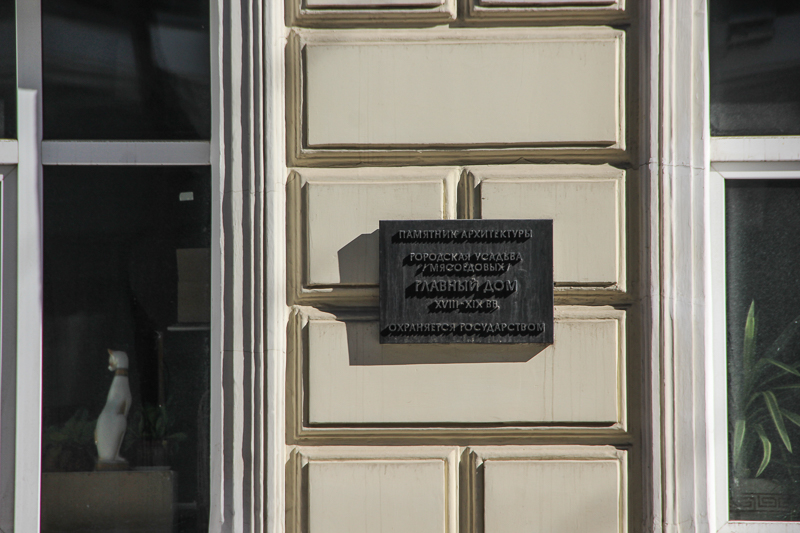 ПАМЯТНИК АРХИТЕКТУРЫ
ГОРОДСКАЯ УСАДЬБА
/МЯСОЕДОВЫХ/
ГЛАВНЫЙ ДОМ
XVIII-XIX ВВ.
ОХРАНЯЕТСЯ ГОСУДАРСТВОМ